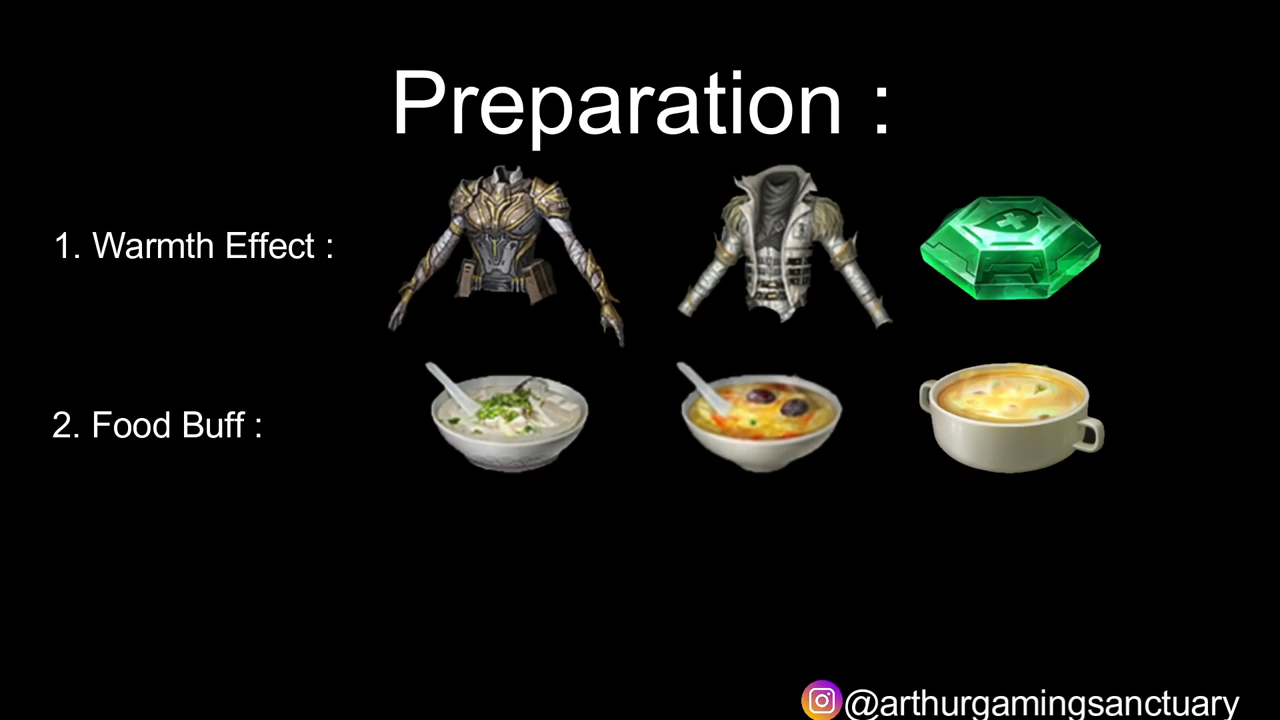 Preparation :
1. Warmth Effect :
2. Food Buff :
@arthurgamingsanctuary